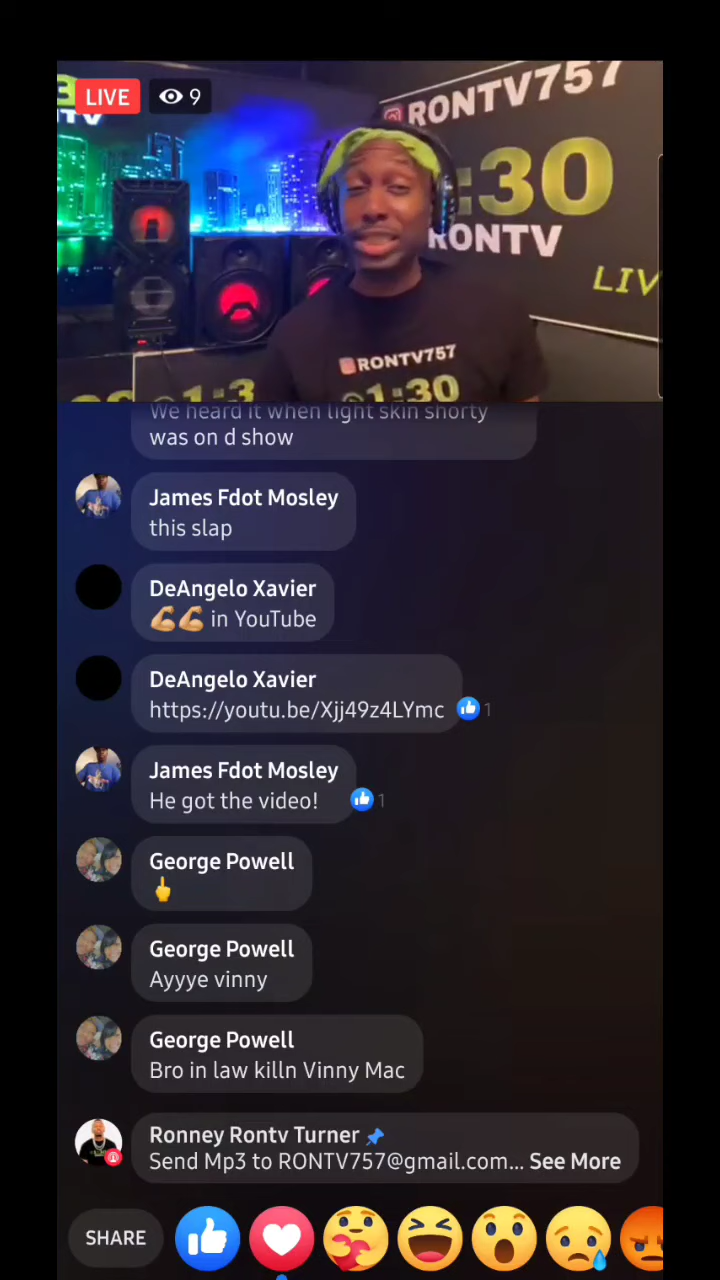 LIVE
9
RONTV757
:30
RONTV
LIV
RONTV757
@1:30
1:3
We heard it when light skin shorty
was on d show
James Fdot Mosley
this slap
DeAngelo Xavier
💪🏼💪🏼 in YouTube
DeAngelo Xavier
https://youtu.be/Xjj49z4LYmc
1
James Fdot Mosley
He got the video!
1
George Powell
🖕
George Powell
Ayyye vinny
George Powell
Bro in law killn Vinny Mac
Ronney Rontv Turner 📌
Send Mp3 to RONTV757@gmail.com... See More
SHARE